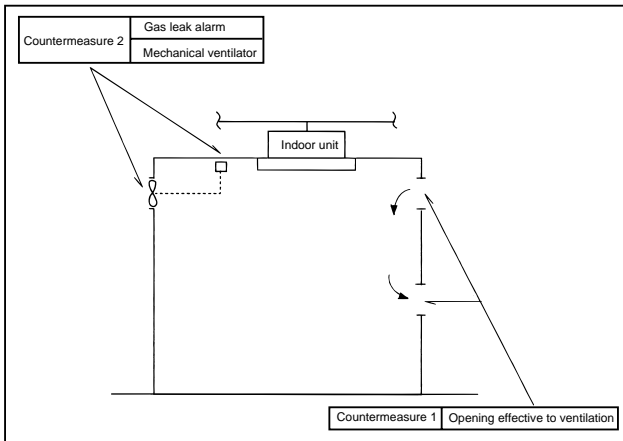 Countermeasure 2
Gas leak alarm
Mechanical ventilator
Indoor unit
Countermeasure 1
Opening effective to ventilation